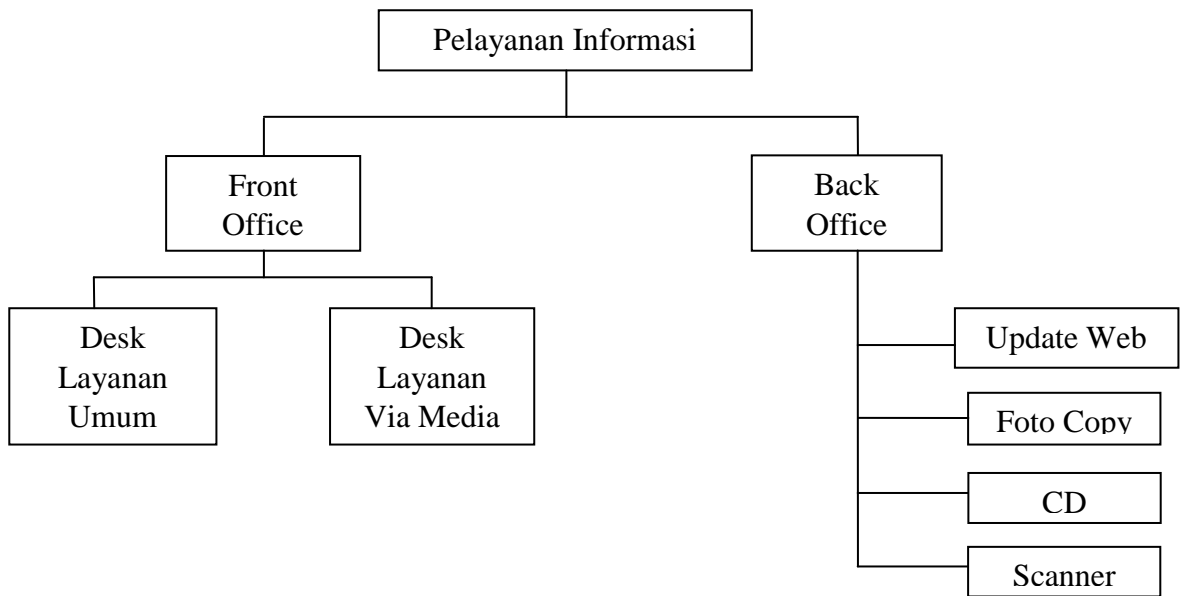 Pelayanan Informasi
Front
Office
Back
Office
Desk
Layanan
Umum
Desk
Layanan
Via Media
Update Web
Foto Copy
CD
Scanner